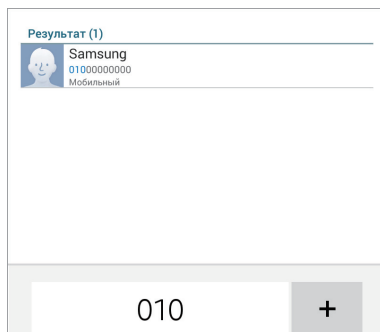 Результат (1)
Samsung
01000000000
Мобильный
010
+